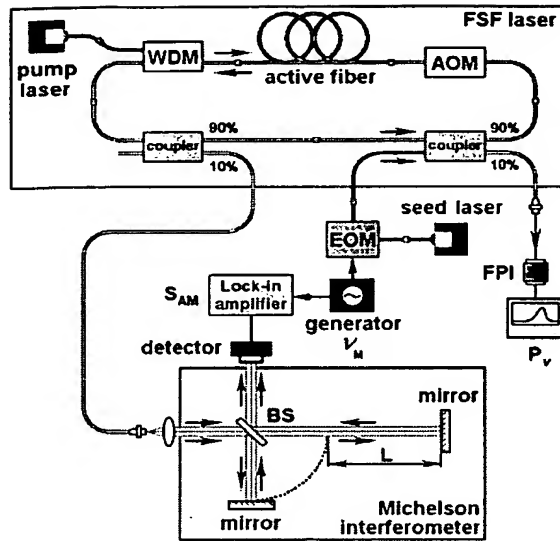 FSF laser
pump
laser
WDM
active fiber
AOM
90%
90%
coupler
coupler
10%
10%
EOM
seed laser
FPI
S_AM
Lock-in
amplifier
generator
ν_M
P_ν
detector
BS
mirror
L
mirror
Michelson
interferometer